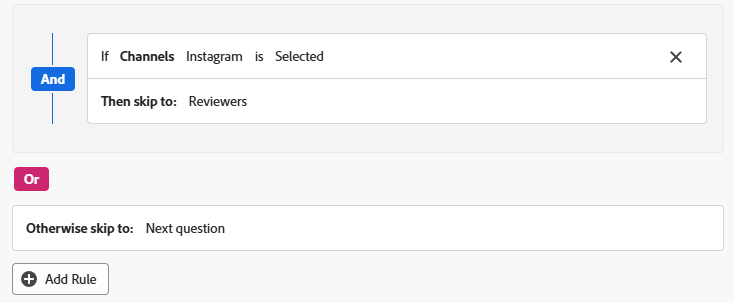 If Channels Instagram is Selected
And
Then skip to: Reviewers
Or
Otherwise skip to: Next question
Add Rule